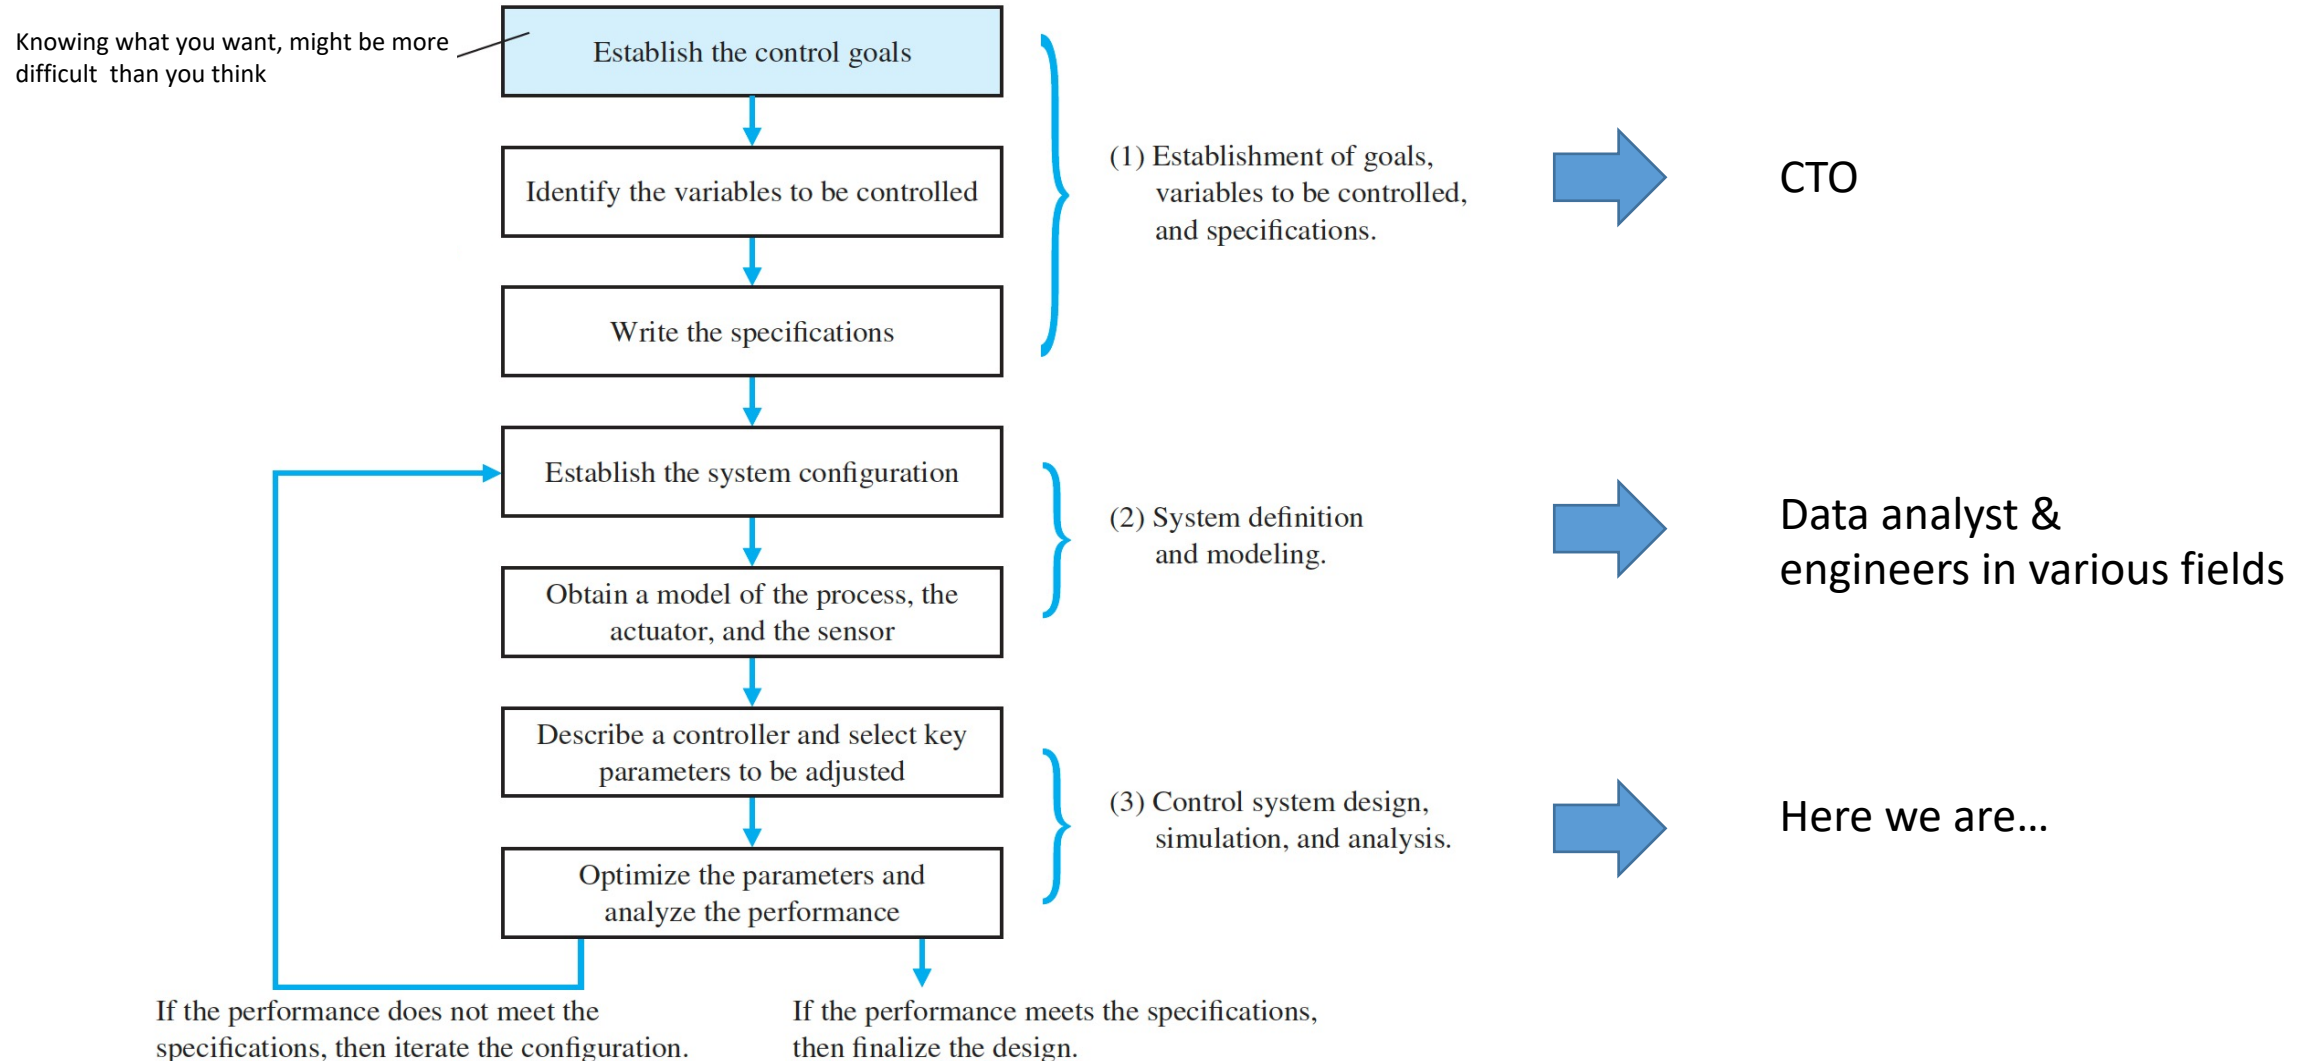 Knowing what you want, might be more
difficult than you think
Establish the control goals
Identify the variables to be controlled
Write the specifications
(1) Establishment of goals,
variables to be controlled,
and specifications.
CTO
Establish the system configuration
Obtain a model of the process, the
actuator, and the sensor
(2) System definition
and modeling.
Data analyst &
engineers in various fields
Describe a controller and select key
parameters to be adjusted
Optimize the parameters and
analyze the performance
(3) Control system design,
simulation, and analysis.
Here we are…
If the performance does not meet the
specifications, then iterate the configuration.
If the performance meets the specifications,
then finalize the design.